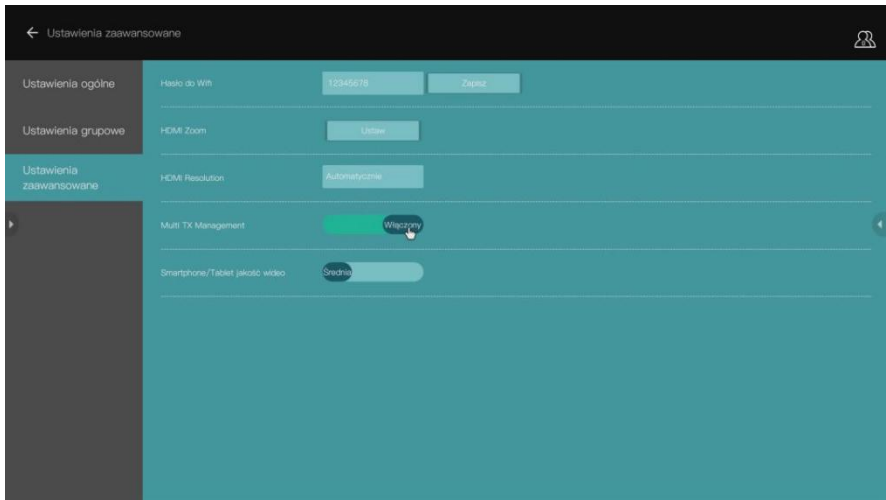 Ustawienia zaawansowane
Ustawienia ogólne
Hasło do Wifi
12345678
Zapisz
Ustawienia grupowe
HDMI Zoom
Ustaw
Ustawienia
zaawansowane
HDMI Resolution
Automatycznie
Multi TX Management
Włączony
Smartphone/Tablet jakość wideo
Średnia